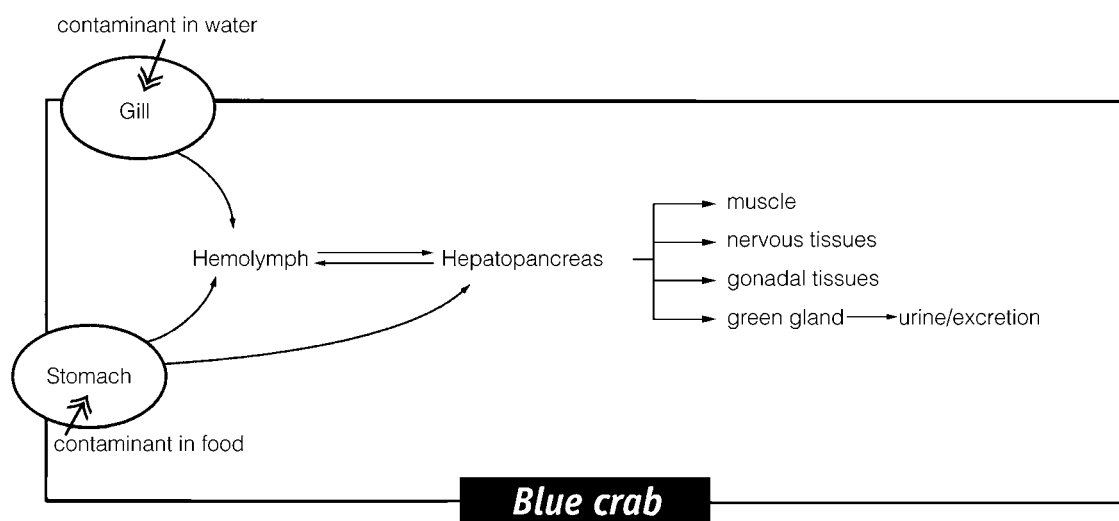 contaminant in water
Gill
muscle
nervous tissues
Hemolymph
Hepatopancreas
gonadal tissues
green gland
urine/excretion
Stomach
contaminant in food
Blue crab